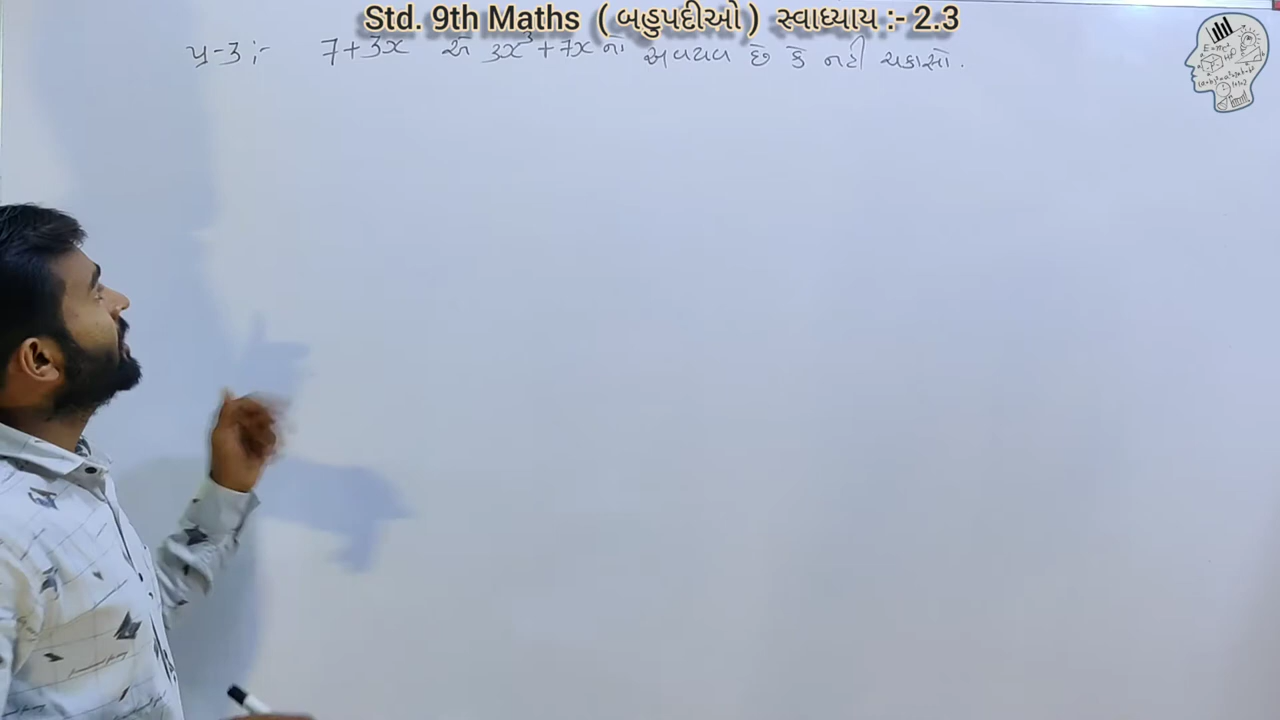 Std. 9th Maths ( બહુપદીઓ ) સ્વાધ્યાય :- 2.3
પ્ર-3:- 7+3x એ 3x³+7x નો અવયવ છે કે નહી ચકાસો.